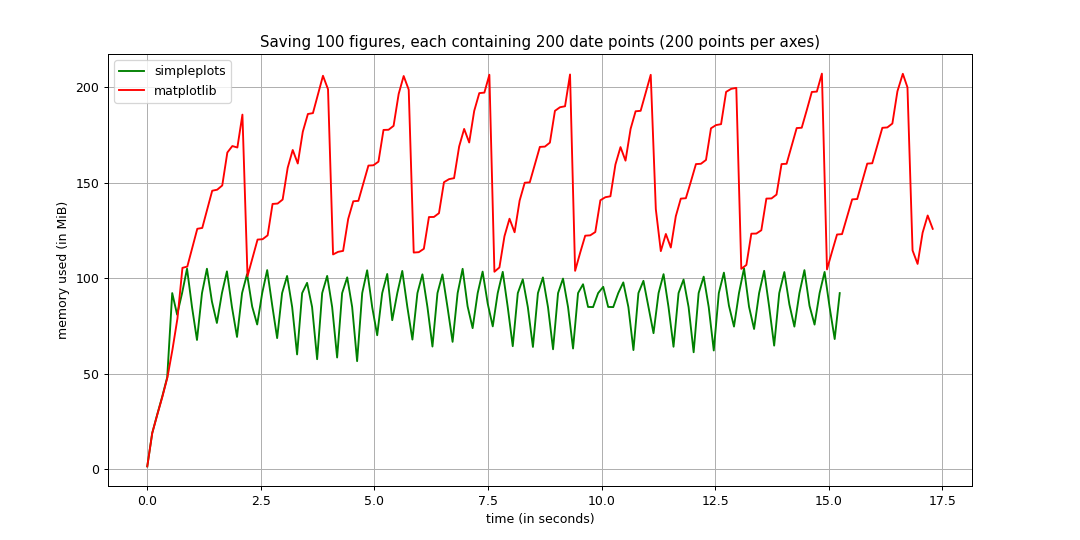 Saving 100 figures, each containing 200 date points (200 points per axes)
simpleplots
matplotlib
memory used (in MiB)
200
150
100
50
0
0.0 2.5 5.0 7.5 10.0 12.5 15.0 17.5
time (in seconds)